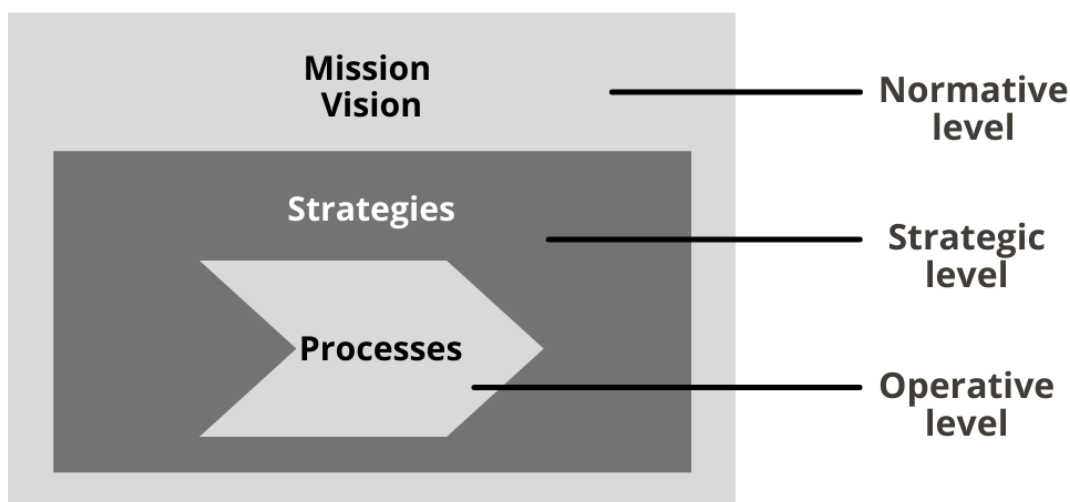 Mission
Vision
Normative
level
Strategies
Strategic
level
Processes
Operative
level